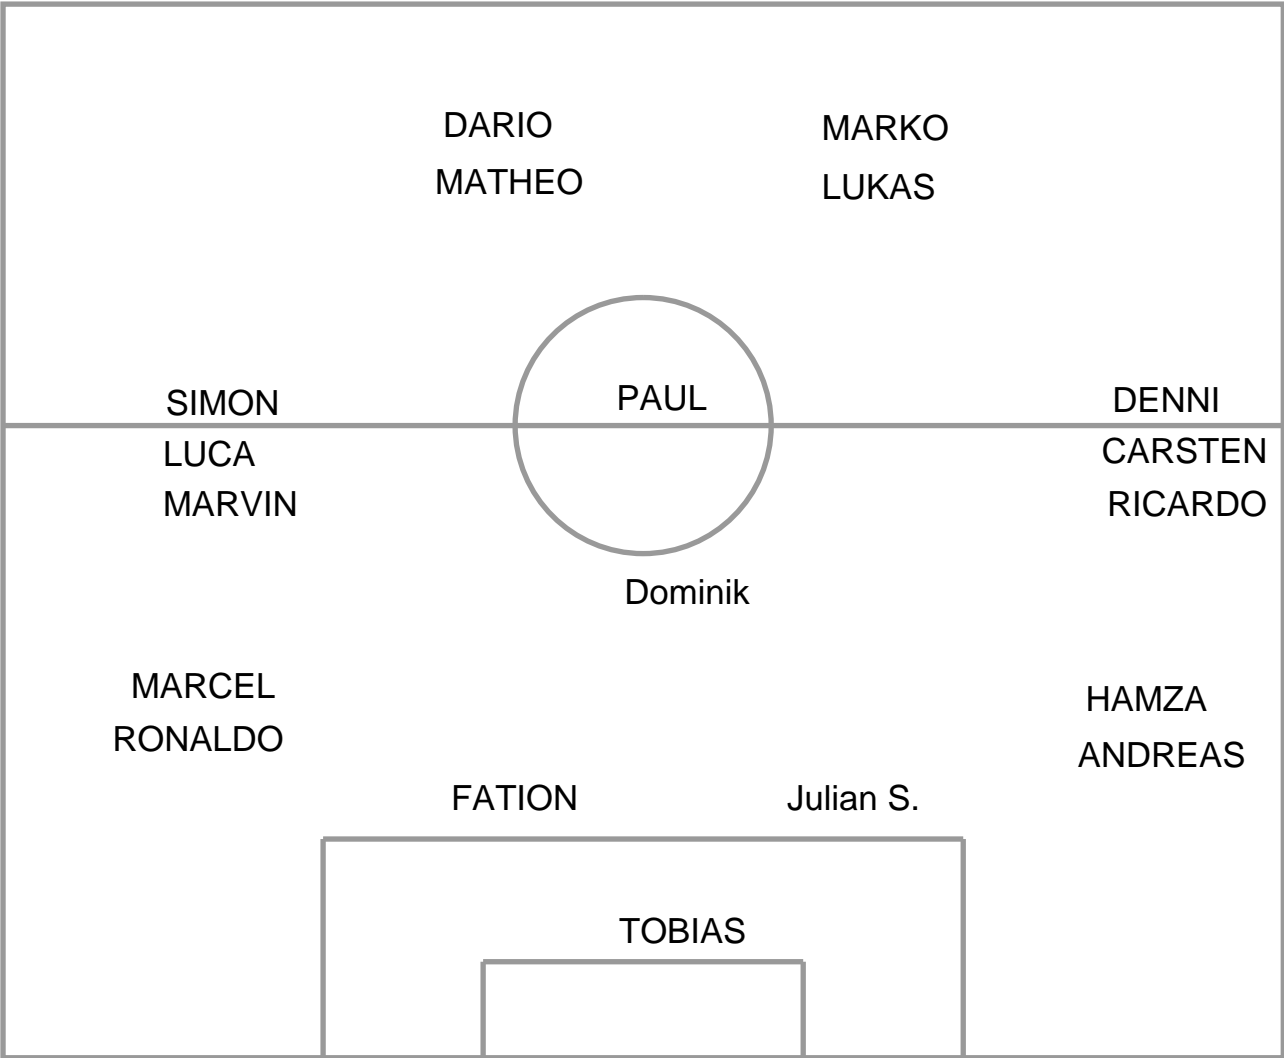 DARIO
MARKO
MATHEO
LUKAS
SIMON
PAUL
DENNI
LUCA
CARSTEN
MARVIN
RICARDO
Dominik
MARCEL
HAMZA
RONALDO
ANDREAS
FATION
Julian S.
TOBIAS